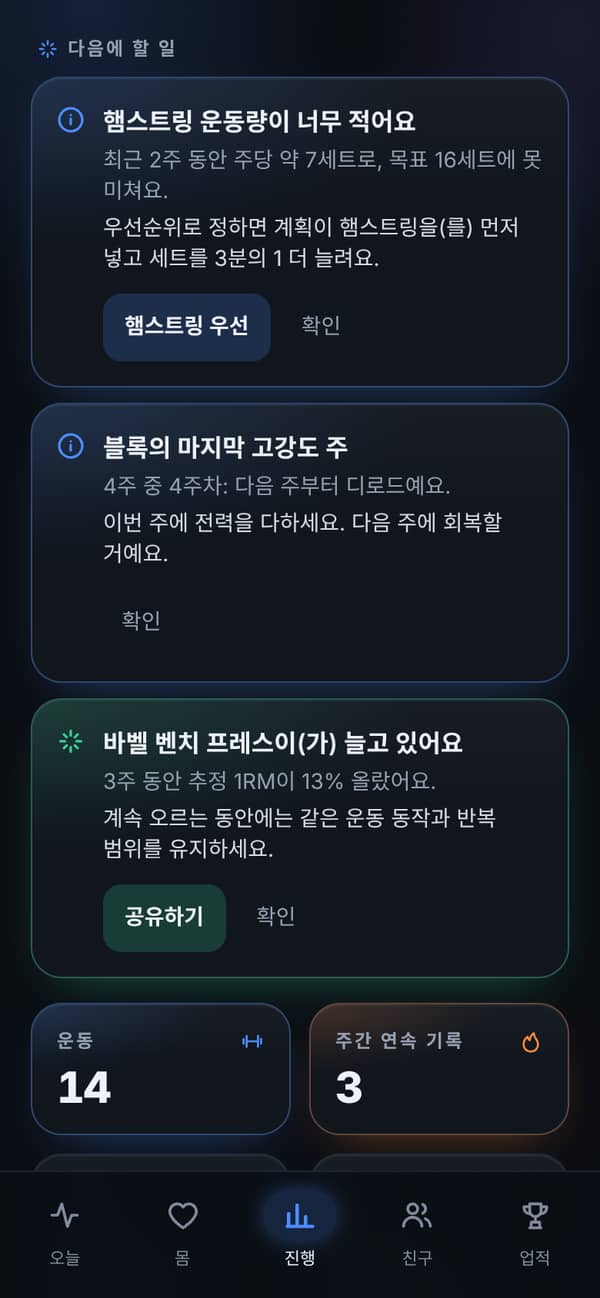 다음에 할 일
햄스트링 운동량이 너무 적어요
최근 2주 동안 주당 약 7세트로, 목표 16세트에 못
미쳐요.
우선순위로 정하면 계획이 햄스트링을(를) 먼저
넣고 세트를 3분의 1 더 늘려요.
햄스트링 우선
확인
블록의 마지막 고강도 주
4주 중 4주차: 다음 주부터 디로드예요.
이번 주에 전력을 다하세요. 다음 주에 회복할
거예요.
확인
바벨 벤치 프레스이(가) 늘고 있어요
3주 동안 추정 1RM이 13% 올랐어요.
계속 오르는 동안에는 같은 운동 동작과 반복
범위를 유지하세요.
공유하기
확인
운동
14
주간 연속 기록
3
오늘
몸
진행
친구
업적